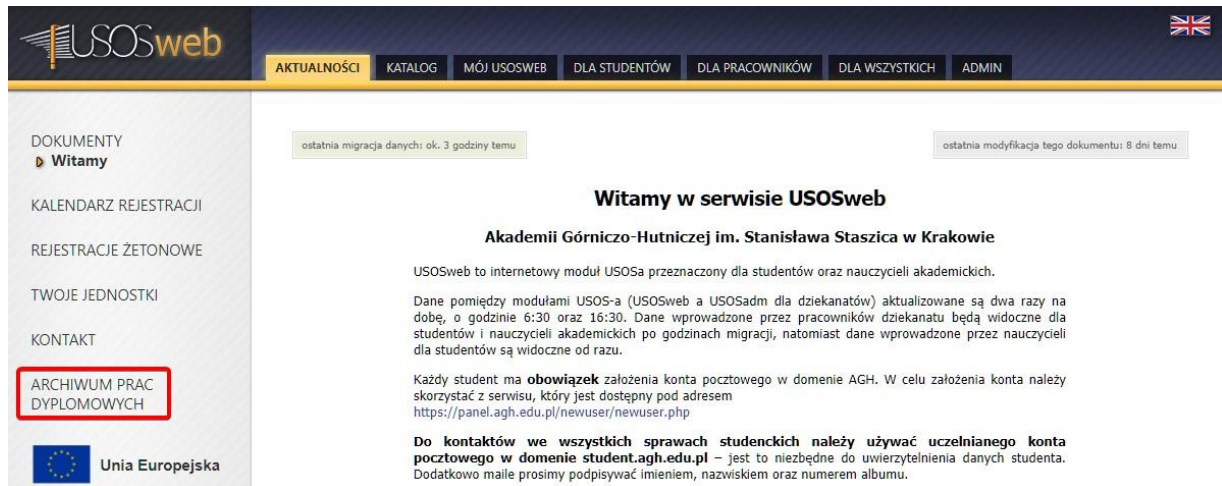 USOSweb
AKTUALNOŚCI KATALOG MÓJ USOSWEB DLA STUDENTÓW DLA PRACOWNIKÓW DLA WSZYSTKICH ADMIN
DOKUMENTY
Witamy
KALENDARZ REJESTRACJI
REJESTRACJE ŻETONOWE
TWOJE JEDNOSTKI
KONTAKT
ARCHIWUM PRAC
DYPLOMOWYCH
Unia Europejska
ostatnia migracja danych: ok. 3 godziny temu
ostatnia modyfikacja tego dokumentu: 8 dni temu
Witamy w serwisie USOSweb
Akademii Górniczo-Hutniczej im. Stanisława Staszica w Krakowie
USOSweb to internetowy moduł USOSa przeznaczony dla studentów oraz nauczycieli akademickich.
Dane pomiędzy modułami USOS-a (USOSweb a USOSadm dla dziekanatów) aktualizowane są dwa razy na
dobę, o godzinie 6:30 oraz 16:30. Dane wprowadzone przez pracowników dziekanatu będą widoczne dla
studentów i nauczycieli akademickich po godzinach migracji, natomiast dane wprowadzone przez nauczycieli
dla studentów są widoczne od razu.
Każdy student ma obowiązek założenia konta pocztowego w domenie AGH. W celu założenia konta należy
skorzystać z serwisu, który jest dostępny pod adresem
https://panel.agh.edu.pl/newuser/newuser.php
Do kontaktów we wszystkich sprawach studenckich należy używać uczelnianego konta
pocztowego w domenie student.agh.edu.pl – jest to niezbędne do uwierzytelnienia danych studenta.
Dodatkowo maile prosimy podpisywać imieniem, nazwiskiem oraz numerem albumu.